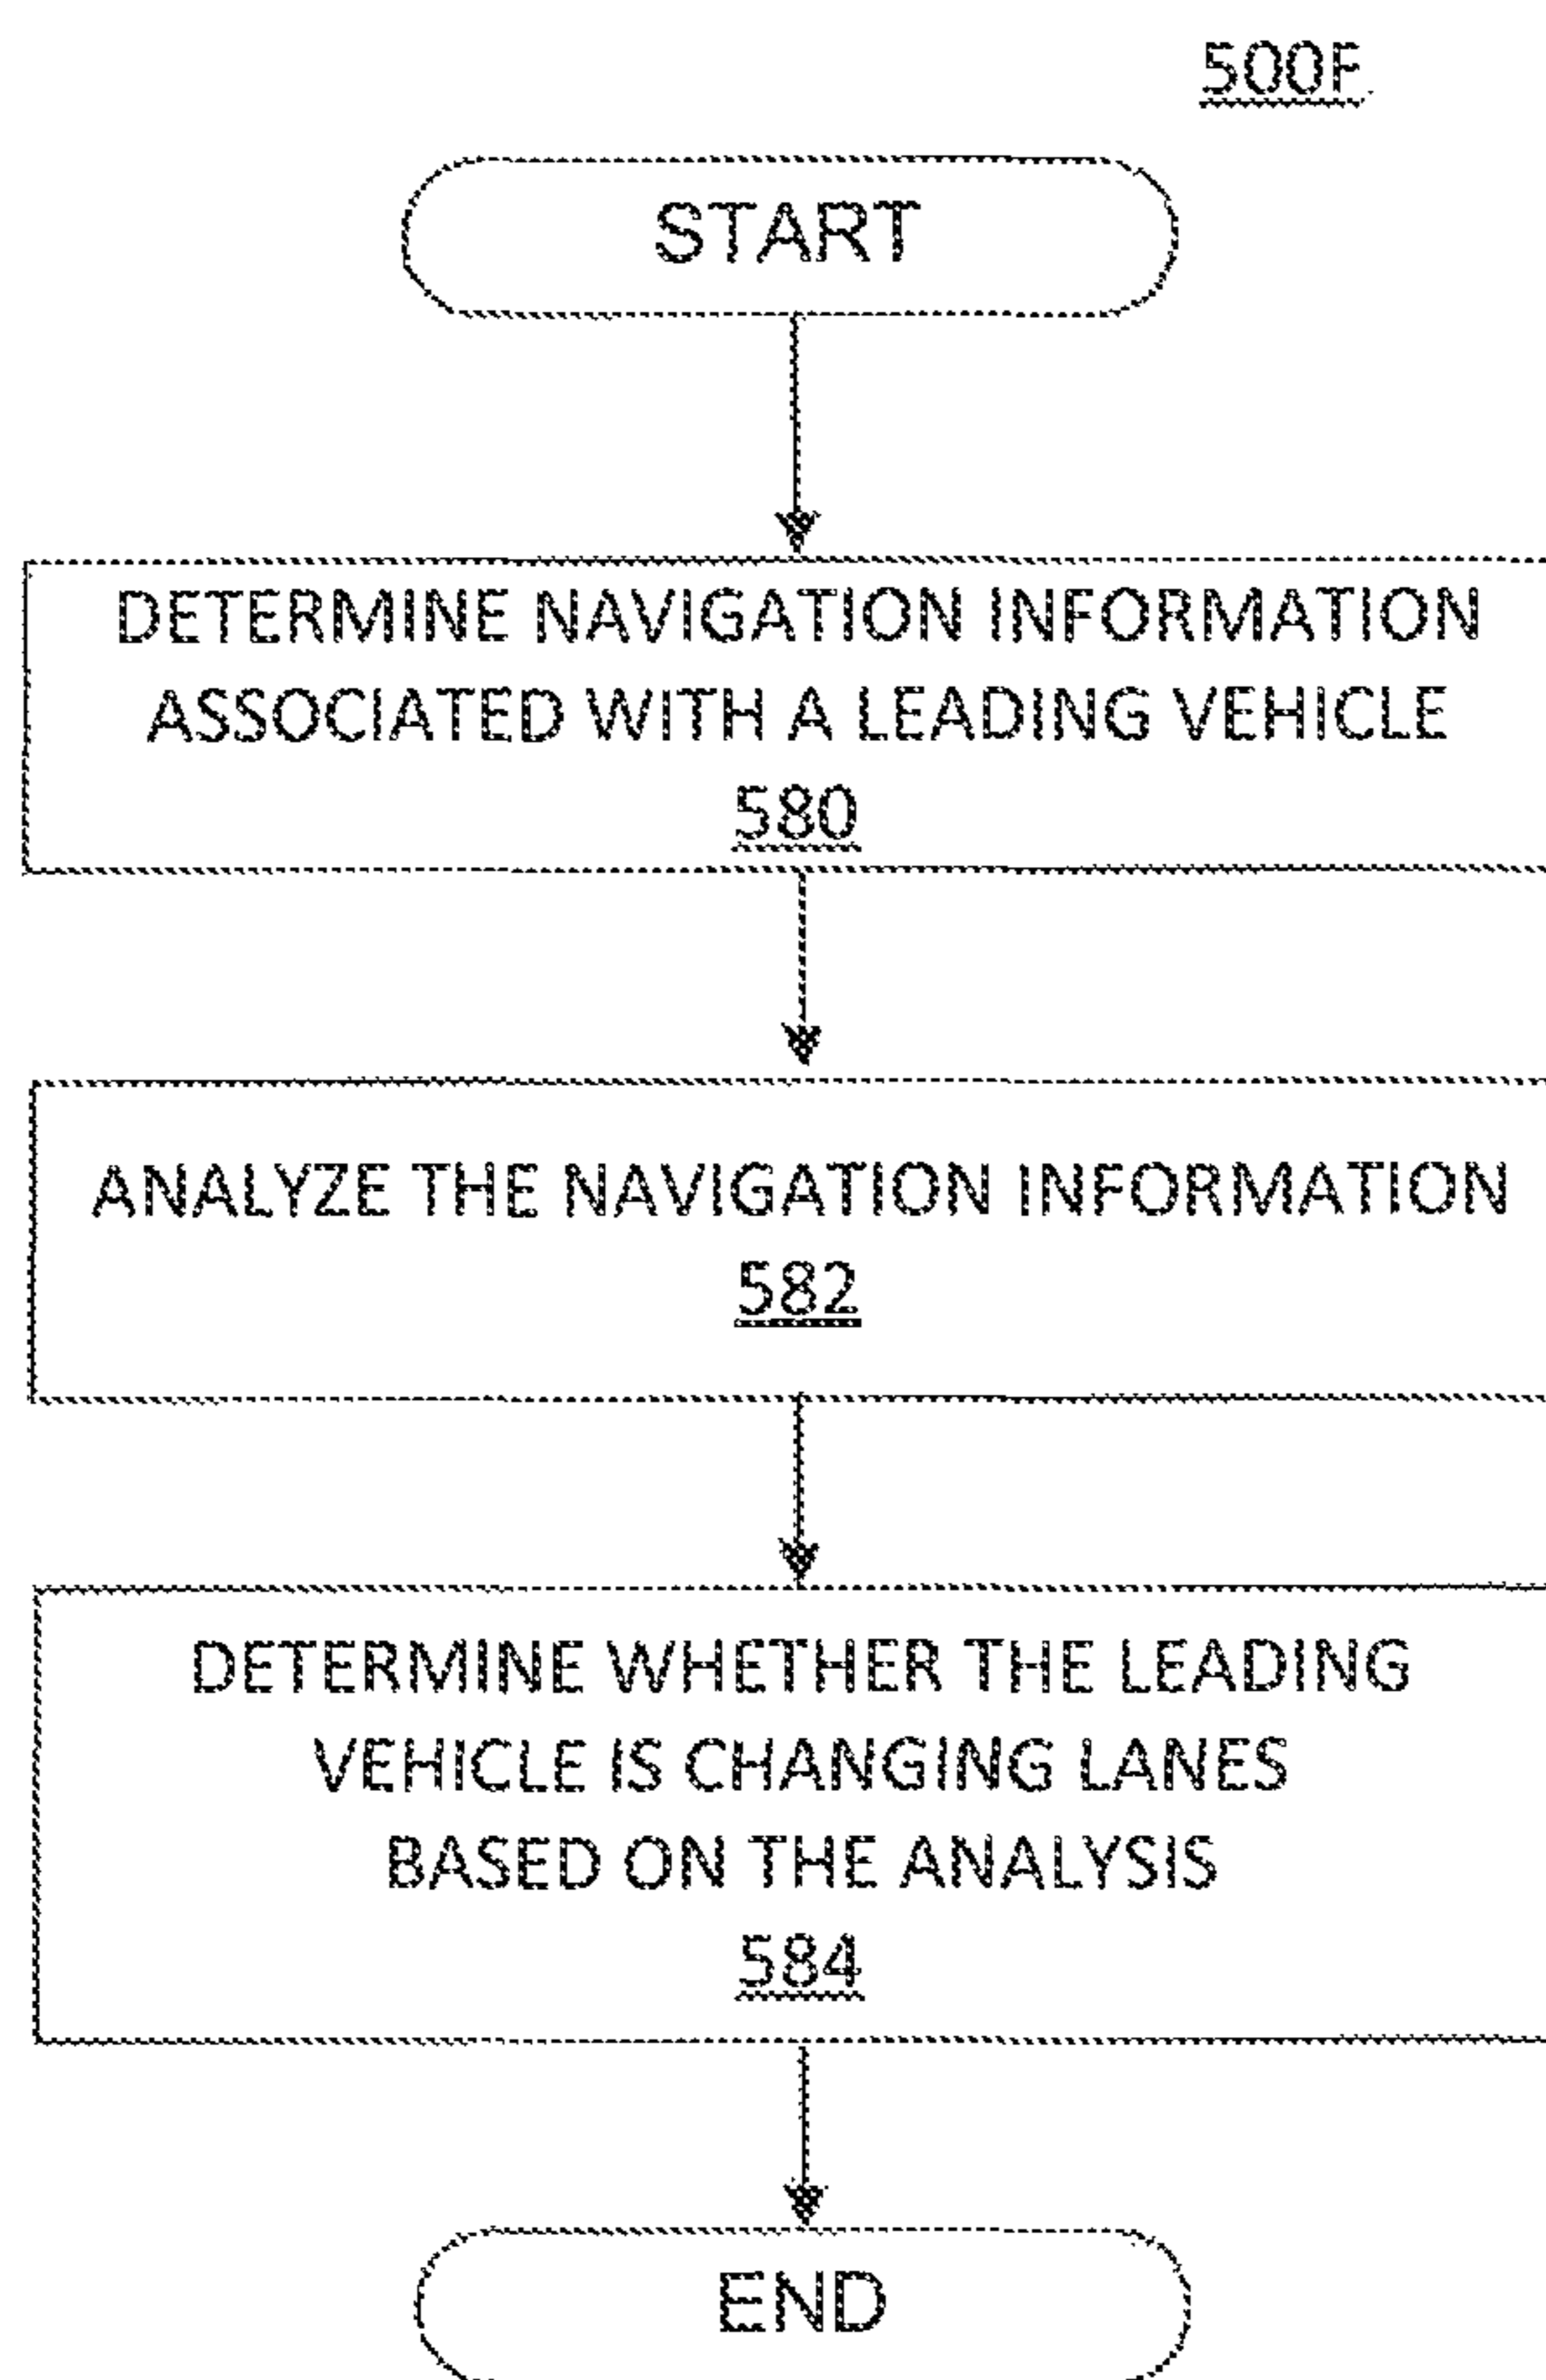 500F
START
DETERMINE NAVIGATION INFORMATION
ASSOCIATED WITH A LEADING VEHICLE
580
ANALYZE THE NAVIGATION INFORMATION
582
DETERMINE WHETHER THE LEADING
VEHICLE IS CHANGING LANES
BASED ON THE ANALYSIS
584
END